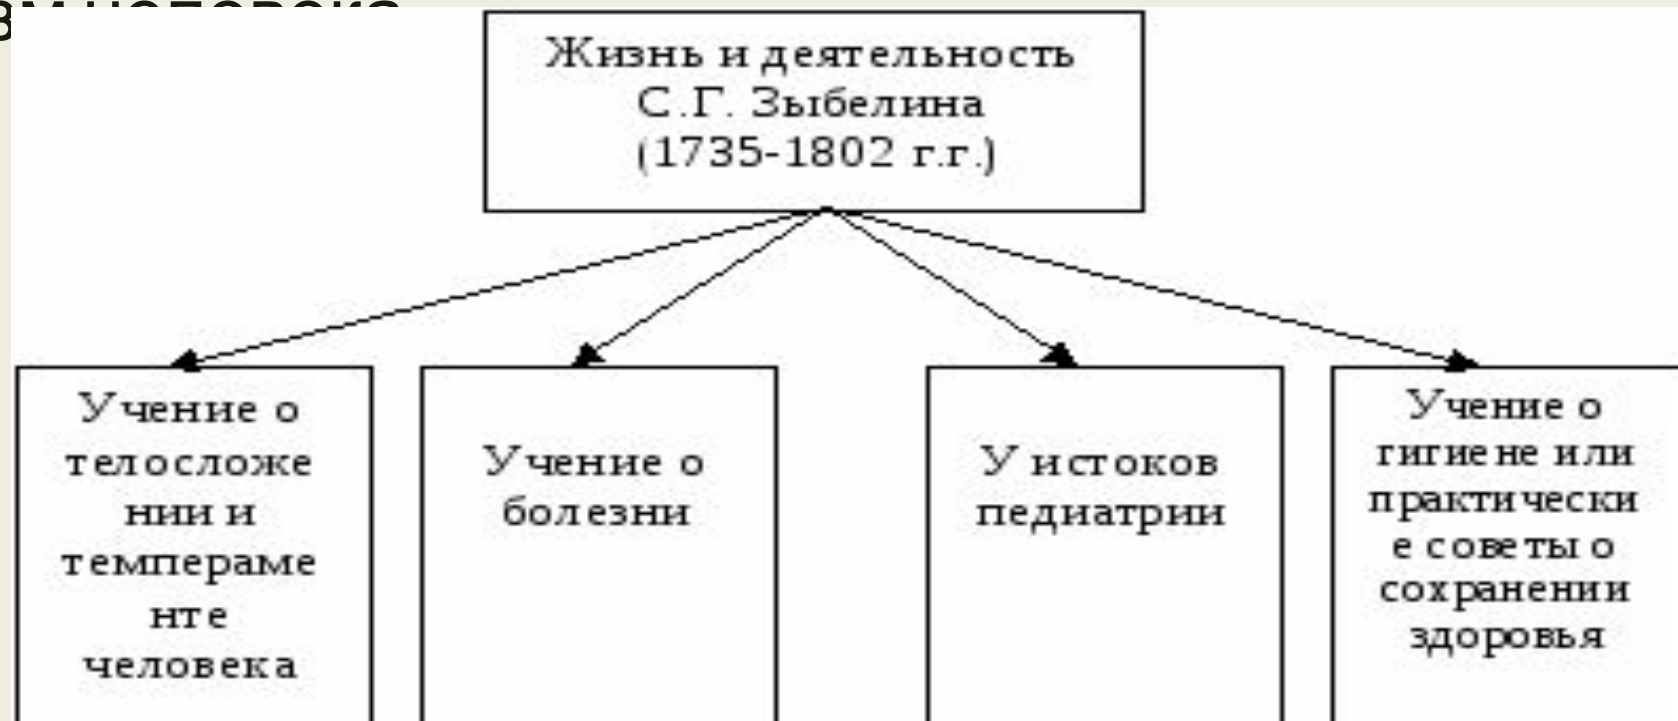 человека
Жизнь и деятельность
С.Г. Зыбелина
(1735-1802 г.г.)
Учение о
телосложе
нии и
темпераме
нте
человека
Учение о
болезни
У истоков
педиатрии
Учение о
гигиене или
практически
е советы о
сохранении
здоровья